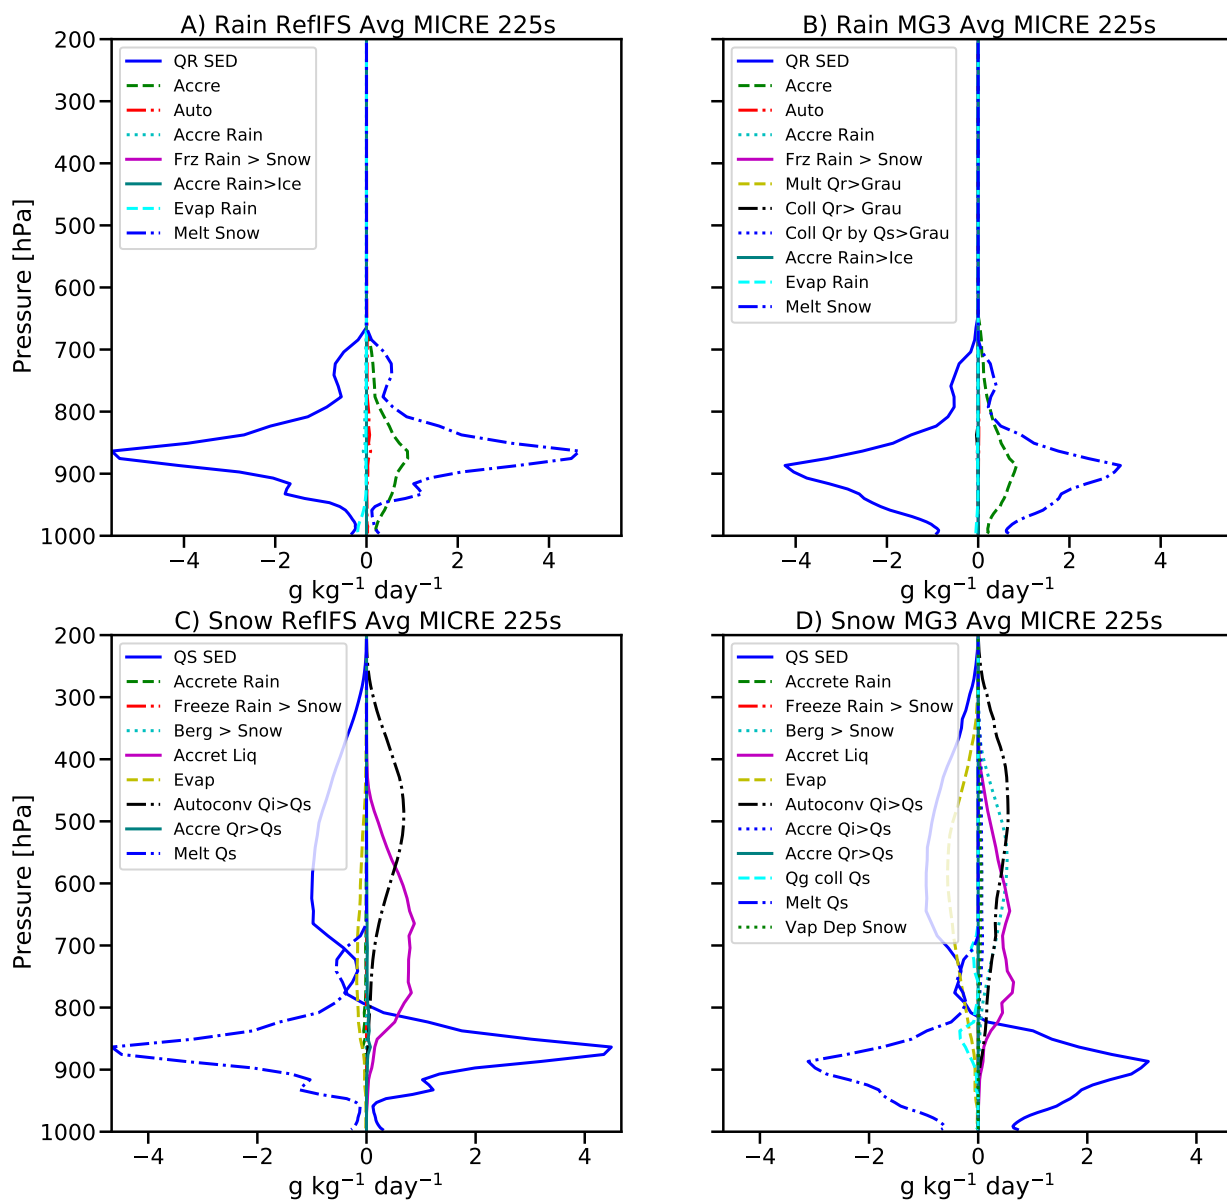 A) Rain RefIFS Avg MICRE 225s
200
300
400
500
600
700
800
900
1000
Pressure [hPa]
QR SED
Accre
Auto
Accre Rain
Frz Rain > Snow
Accre Rain>Ice
Evap Rain
Melt Snow
−4
−2
0
2
4
g kg⁻¹ day⁻¹
B) Rain MG3 Avg MICRE 225s
QR SED
Accre
Auto
Accre Rain
Frz Rain > Snow
Mult Qr>Grau
Coll Qr> Grau
Coll Qr by Qs>Grau
Accre Rain>Ice
Evap Rain
Melt Snow
−4
−2
0
2
4
g kg⁻¹ day⁻¹
C) Snow RefIFS Avg MICRE 225s
200
300
400
500
600
700
800
900
1000
Pressure [hPa]
QS SED
Accrete Rain
Freeze Rain > Snow
Berg > Snow
Accret Liq
Evap
Autoconv Qi>Qs
Accre Qr>Qs
Melt Qs
−4
−2
0
2
4
g kg⁻¹ day⁻¹
D) Snow MG3 Avg MICRE 225s
QS SED
Accrete Rain
Freeze Rain > Snow
Berg > Snow
Accret Liq
Evap
Autoconv Qi>Qs
Accre Qi>Qs
Accre Qr>Qs
Qg coll Qs
Melt Qs
Vap Dep Snow
−4
−2
0
2
4
g kg⁻¹ day⁻¹